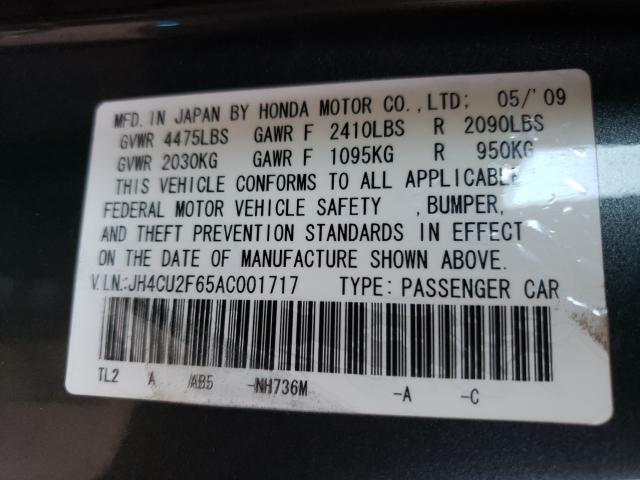 MFD. IN JAPAN BY HONDA MOTOR CO.,LTD; 05/'09
GVWR 4475LBS GAWR F 2410LBS R 2090LBS
GVWR 2030KG GAWR F 1095KG R 950KG
THIS VEHICLE CONFORMS TO ALL APPLICABLE
FEDERAL MOTOR VEHICLE SAFETY ,BUMPER,
AND THEFT PREVENTION STANDARDS IN EFFECT
ON THE DATE OF MANUFACTURE SHOWN ABOVE.
V.I.N.:JH4CU2F65AC001717 TYPE: PASSENGER CAR
TL2 A AB5 -NH736M -A -C